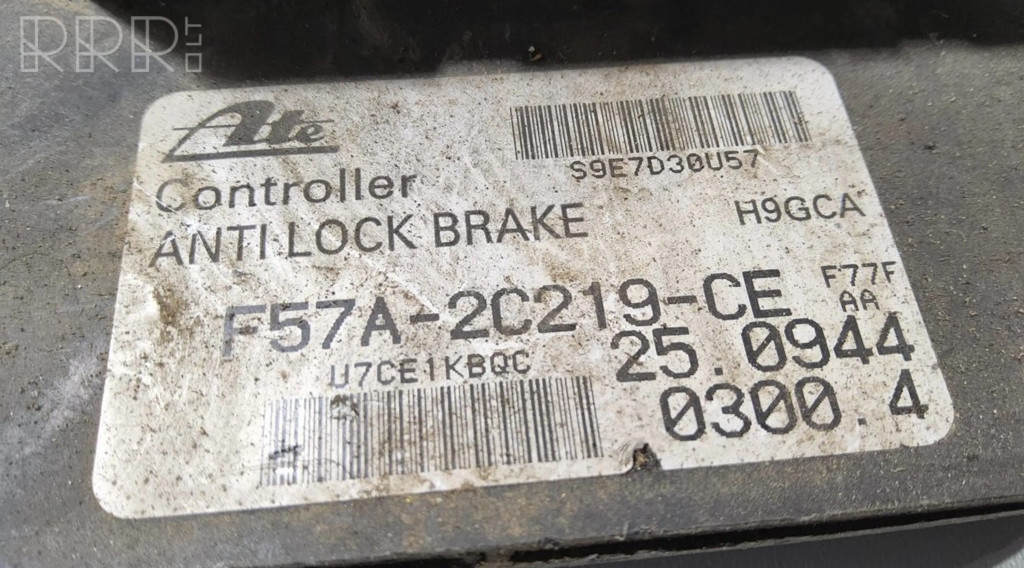 RRR.LT
Ate
S9E7D30U57
Controller
ANTI LOCK BRAKE
H9GCA
F57A-2C219-CE
F77F
AA
U7CE1KBQC
25.0944
0300.4